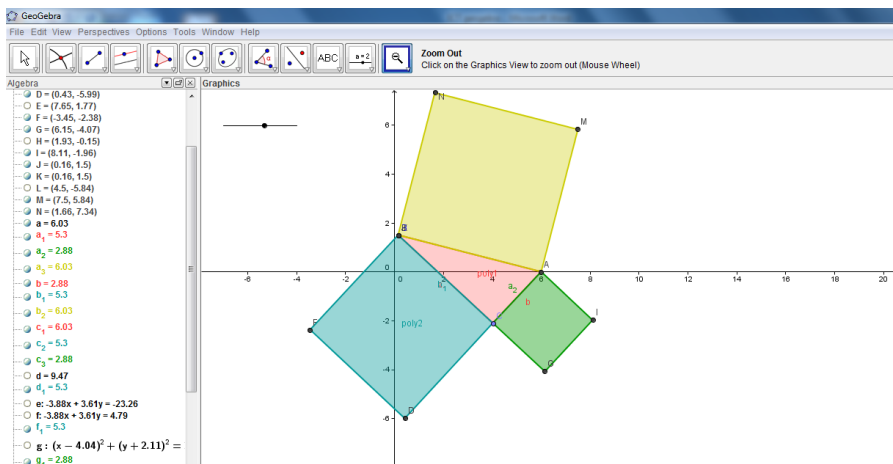 GeoGebra
File Edit View Perspectives Options Tools Window Help
ABC
a=2
Zoom Out
Click on the Graphics View to zoom out (Mouse Wheel)
Algebra
Graphics
D = (0.43, -5.99)
E = (7.65, 1.77)
F = (-3.45, -2.38)
G = (6.15, -4.07)
H = (1.93, -0.15)
I = (8.11, -1.96)
J = (0.16, 1.5)
K = (0.16, 1.5)
L = (4.5, -5.84)
M = (7.5, 5.84)
N = (1.66, 7.34)
a = 6.03
a₁ = 5.3
a₂ = 2.88
a₃ = 6.03
b = 2.88
b₁ = 5.3
b₂ = 6.03
c₁ = 6.03
c₂ = 5.3
c₃ = 2.88
d = 9.47
d₁ = 5.3
e: -3.88x + 3.61y = -23.26
f: -3.88x + 3.61y = 4.79
f₁ = 5.3
g : (x − 4.04)² + (y + 2.11)² =
g₁ = 2.88
N
M
6
4
2
B
A
0
-6 -4 -2 0 2 4 6 8 10 12 14 16 18 20
poly1
a₂
b₁
b
I
-2
F
poly2
G
-4
D
-6